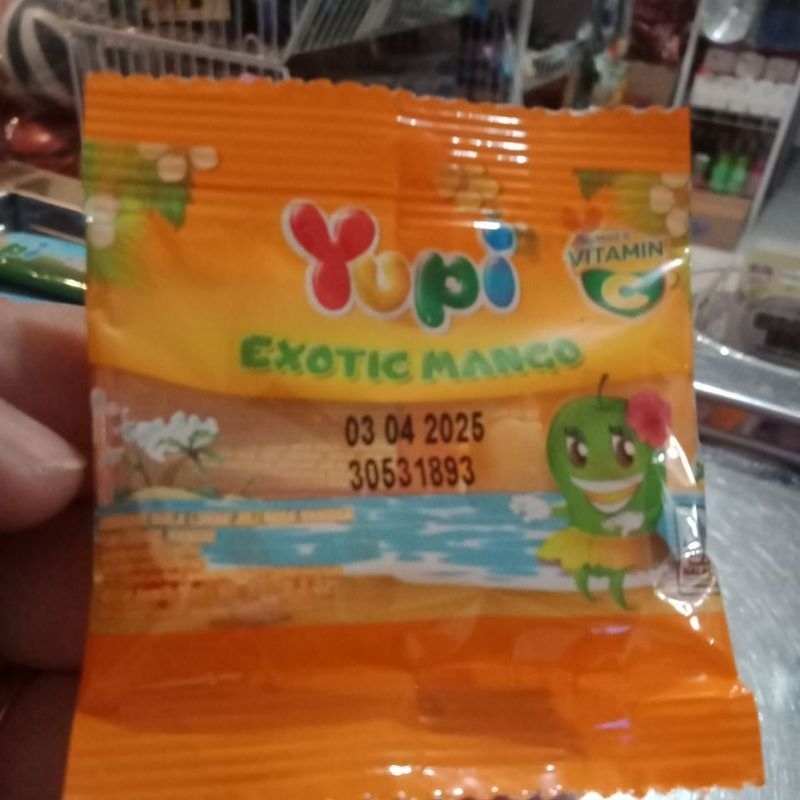 Yupi
VITAMIN
C
EXOTIC MANGO
03 04 2025
30531893